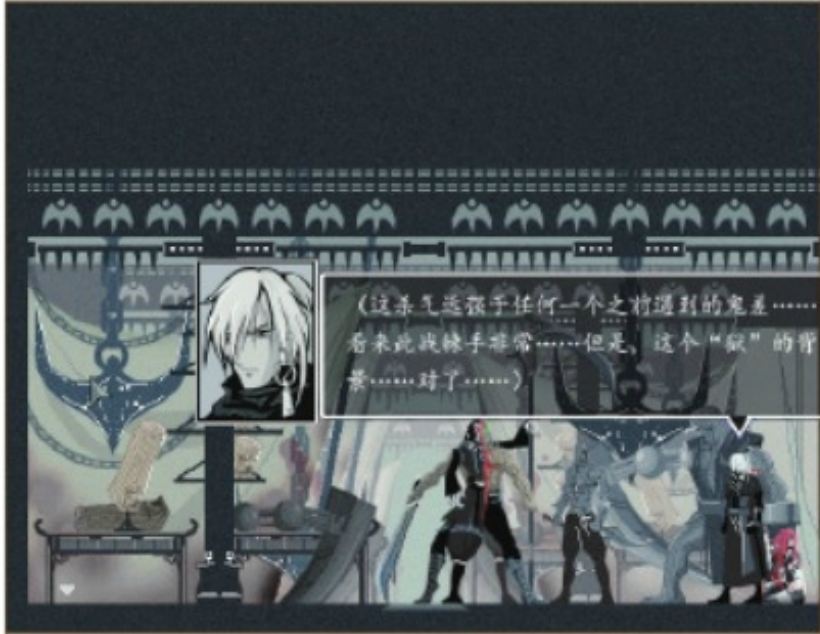 （这杀气远强于任何一个之前遇到的鬼差……
看来此战棘手非常……但是，这个“狱”的背
景……对了……）